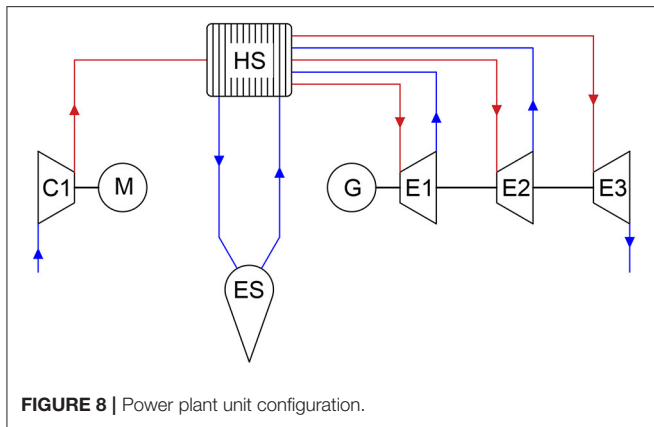 HS
C1
M
G
E1
E2
E3
ES
FIGURE 8 | Power plant unit configuration.